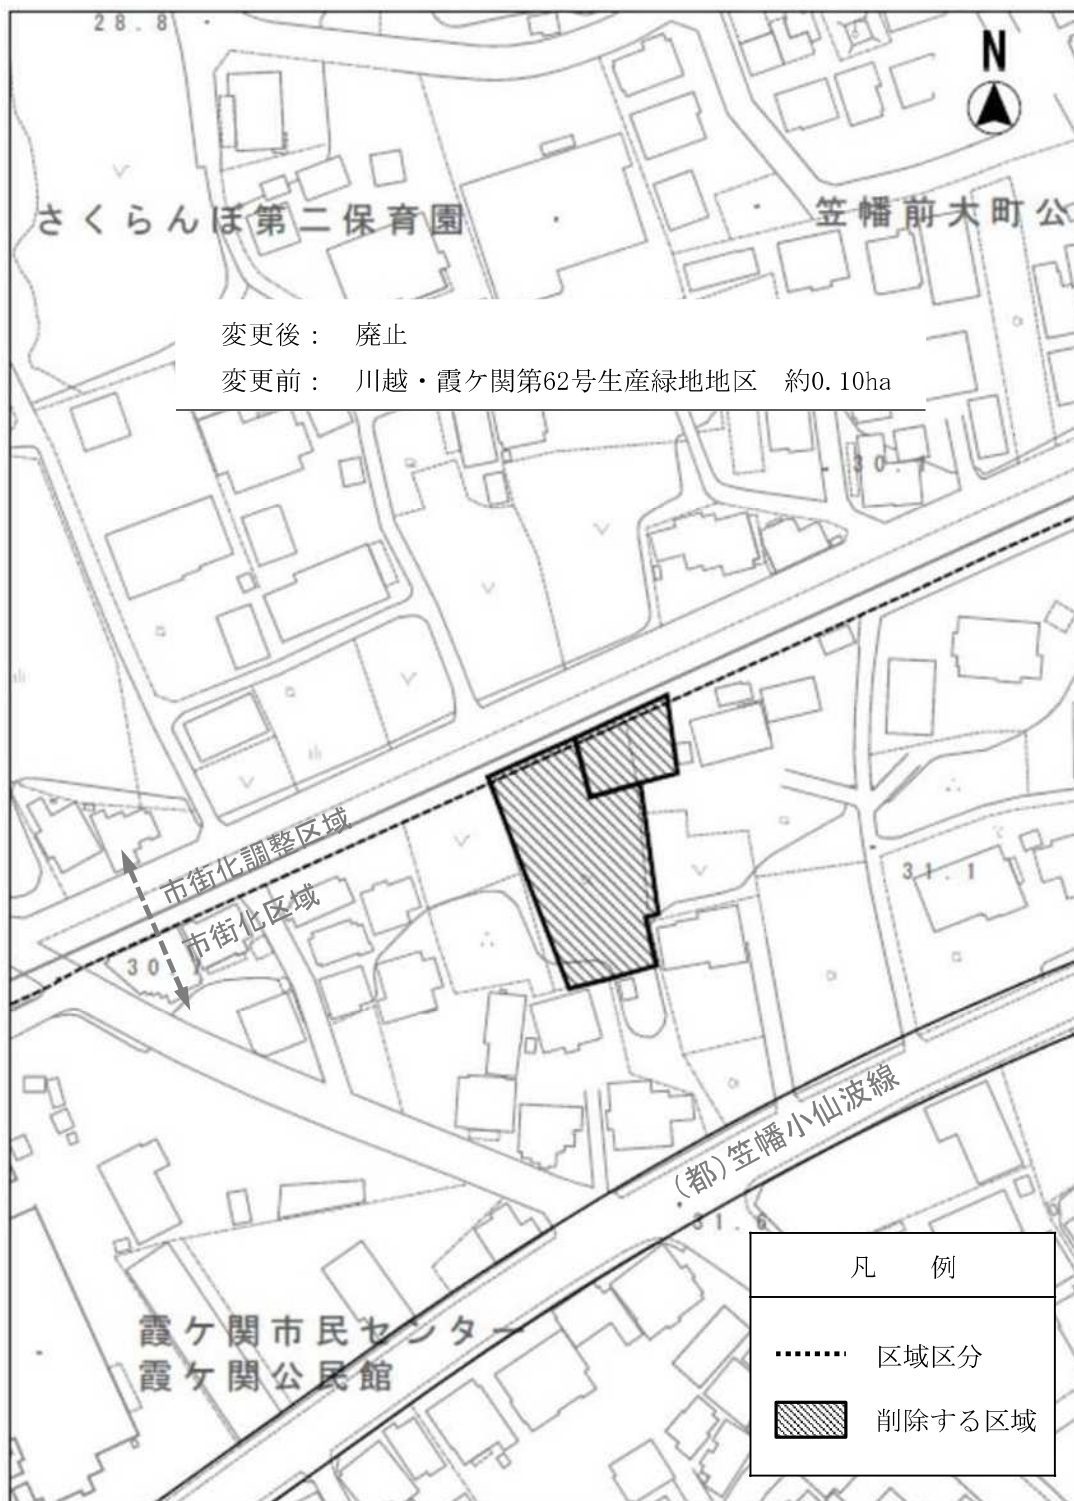 28.8
N
さくらんぼ第二保育園
笠幡前大町公
変更後： 廃止
変更前： 川越・霞ケ関第62号生産緑地地区 約0.10ha
市街化調整区域
市街化区域
31.1
(都)笠幡小仙波線
31.6
凡 例
区域区分
削除する区域
霞ケ関市民センター
霞ケ関公民館